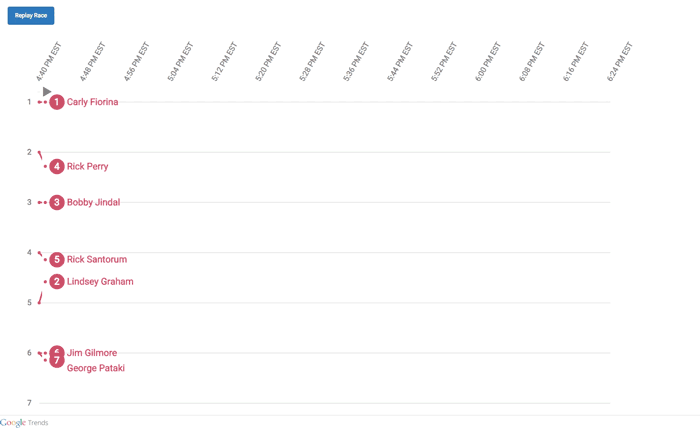 Replay Race
4:40 PM EST
4:48 PM EST
4:56 PM EST
5:04 PM EST
5:12 PM EST
5:20 PM EST
5:28 PM EST
5:36 PM EST
5:44 PM EST
5:52 PM EST
6:00 PM EST
6:08 PM EST
6:16 PM EST
6:24 PM EST
1 1 Carly Fiorina
2
4 Rick Perry
3 3 Bobby Jindal
4
5 Rick Santorum
2 Lindsey Graham
5
6 6 Jim Gilmore
7 George Pataki
7
Google Trends